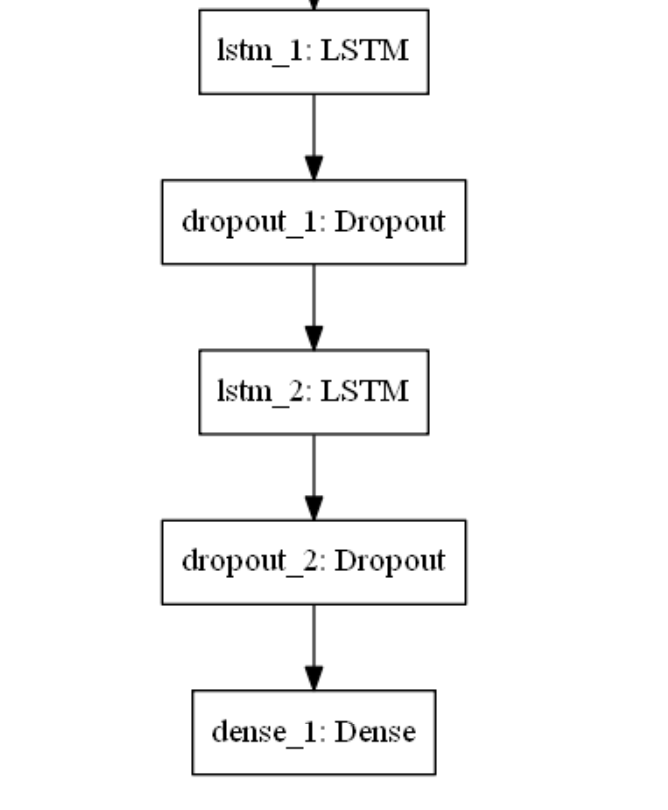 lstm_1: LSTM
dropout_1: Dropout
lstm_2: LSTM
dropout_2: Dropout
dense_1: Dense